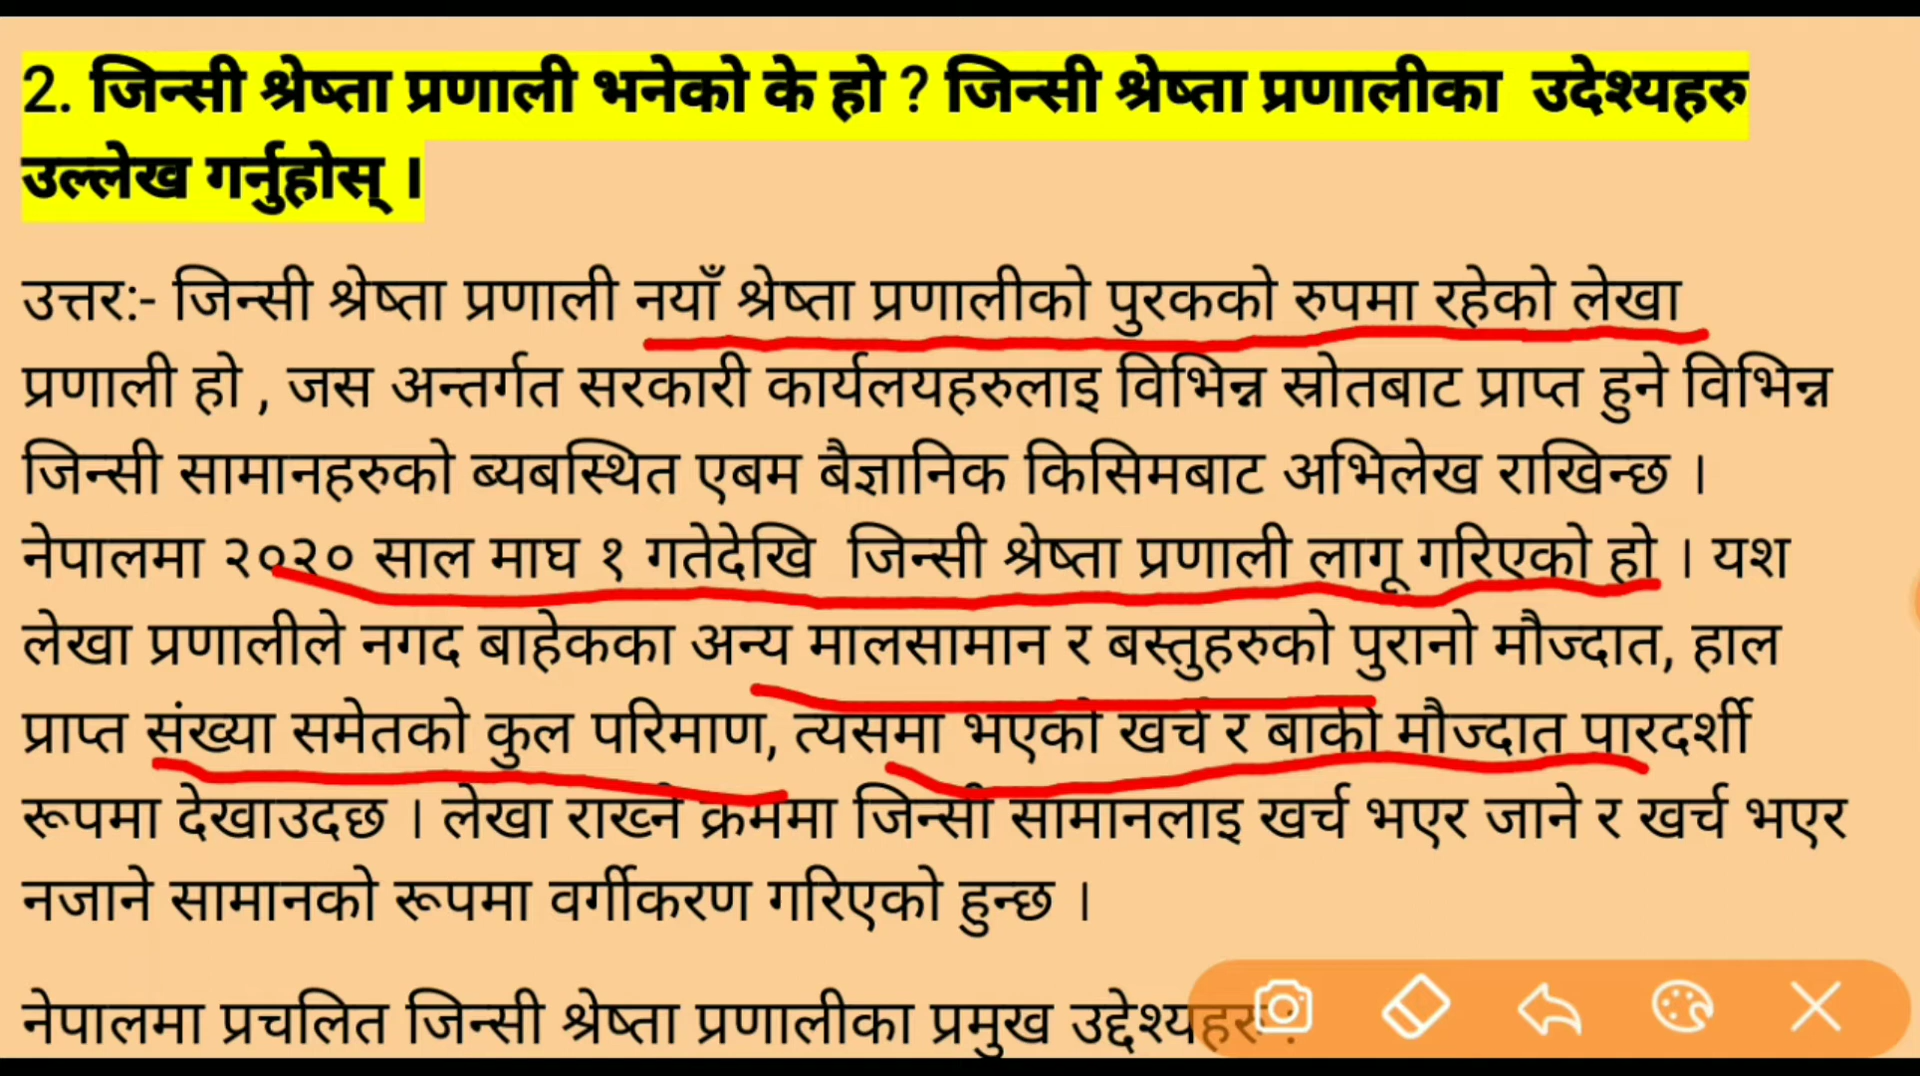 2. जिन्सी श्रेष्ता प्रणाली भनेको के हो ? जिन्सी श्रेष्ता प्रणालीका उदेश्यहरु
उल्लेख गर्नुहोस् ।
उत्तर:- जिन्सी श्रेष्ता प्रणाली नयाँ श्रेष्ता प्रणालीको पुरकको रुपमा रहेको लेखा
प्रणाली हो , जस अन्तर्गत सरकारी कार्यलयहरुलाइ विभिन्न स्रोतबाट प्राप्त हुने विभिन्न
जिन्सी सामानहरुको ब्यबस्थित एबम बैज्ञानिक किसिमबाट अभिलेख राखिन्छ ।
नेपालमा २०२० साल माघ १ गतेदेखि जिन्सी श्रेष्ता प्रणाली लागू गरिएको हो । यश
लेखा प्रणालीले नगद बाहेकका अन्य मालसामान र बस्तुहरुको पुरानो मौज्दात, हाल
प्राप्त संख्या समेतको कुल परिमाण, त्यसमा भएको खर्च र बाकी मौज्दात पारदर्शी
रूपमा देखाउदछ । लेखा राख्ने क्रममा जिन्सी सामानलाइ खर्च भएर जाने र खर्च भएर
नजाने सामानको रूपमा वर्गीकरण गरिएको हुन्छ ।
नेपालमा प्रचलित जिन्सी श्रेष्ता प्रणालीका प्रमुख उद्देश्यहरु :